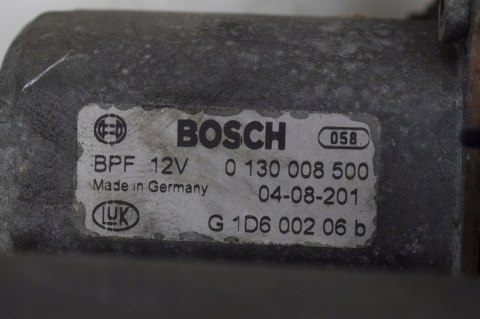 BOSCH 058
BPF 12V 0 130 008 500
Made in Germany 04-08-201
LUK G 1D6 002 06 b